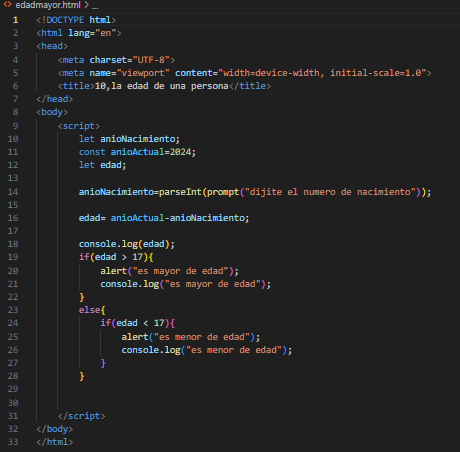 edadmayor.html > ...
1 <!DOCTYPE html>
2 <html lang="en">
3 <head>
4     <meta charset="UTF-8">
5     <meta name="viewport" content="width=device-width, initial-scale=1.0">
6     <title>10,la edad de una persona</title>
7 </head>
8 <body>
9     <script>
10         let anioNacimiento;
11         const anioActual=2024;
12         let edad;
13
14         anioNacimiento=parseInt(prompt("dijite el numero de nacimiento"));
15
16         edad= anioActual-anioNacimiento;
17
18         console.log(edad);
19         if(edad > 17){
20             alert("es mayor de edad");
21             console.log("es mayor de edad");
22         }
23         else{
24             if(edad < 17){
25                 alert("es menor de edad");
26                 console.log("es menor de edad");
27             }
28         }
29
30
31     </script>
32 </body>
33 </html>